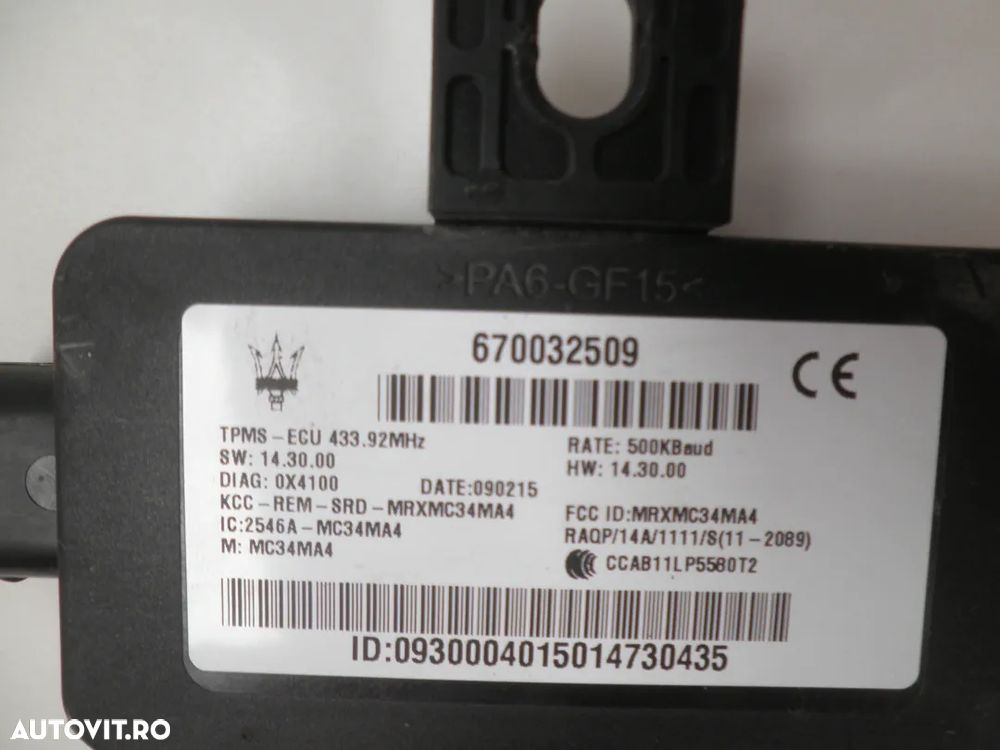 >PA6-GF15<
670032509
CE
TPMS-ECU 433.92MHz
RATE: 500KBaud
SW: 14.30.00
HW: 14.30.00
DIAG: 0X4100 DATE:090215
KCC-REM-SRD-MRXMC34MA4
FCC ID:MRXMC34MA4
IC:2546A-MC34MA4
RAQP/14A/1111/S(11-2089)
M: MC34MA4
CCAB11LP5580T2
ID:0930004015014730435
AUTOVIT.RO